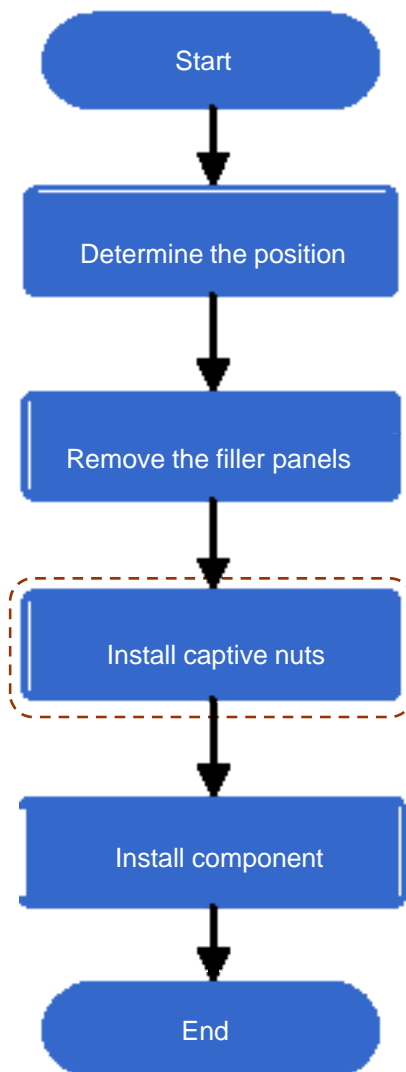 Start
Determine the position
Remove the filler panels
Install captive nuts
Install component
End